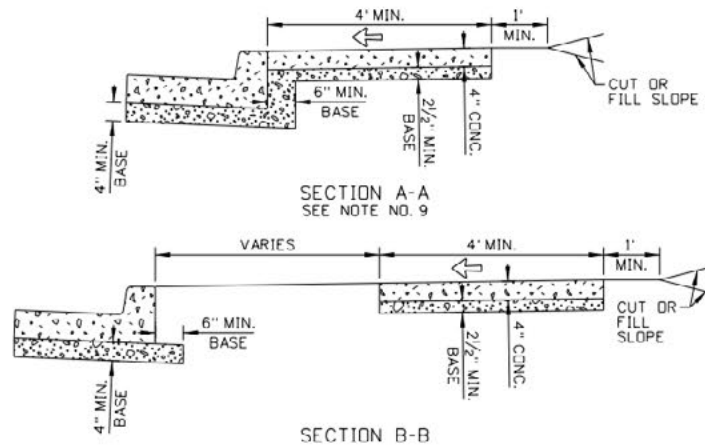 4' MIN.
1'
MIN.
CUT OR
FILL SLOPE
6" MIN.
BASE
2 1/2" MIN.
BASE
4" CONC.
4" MIN.
BASE
SECTION A-A
SEE NOTE NO. 9
VARIES
4' MIN.
1'
MIN.
CUT OR
FILL
SLOPE
6" MIN.
BASE
2 1/2" MIN.
BASE
4" CONC.
4" MIN.
BASE
SECTION B-B